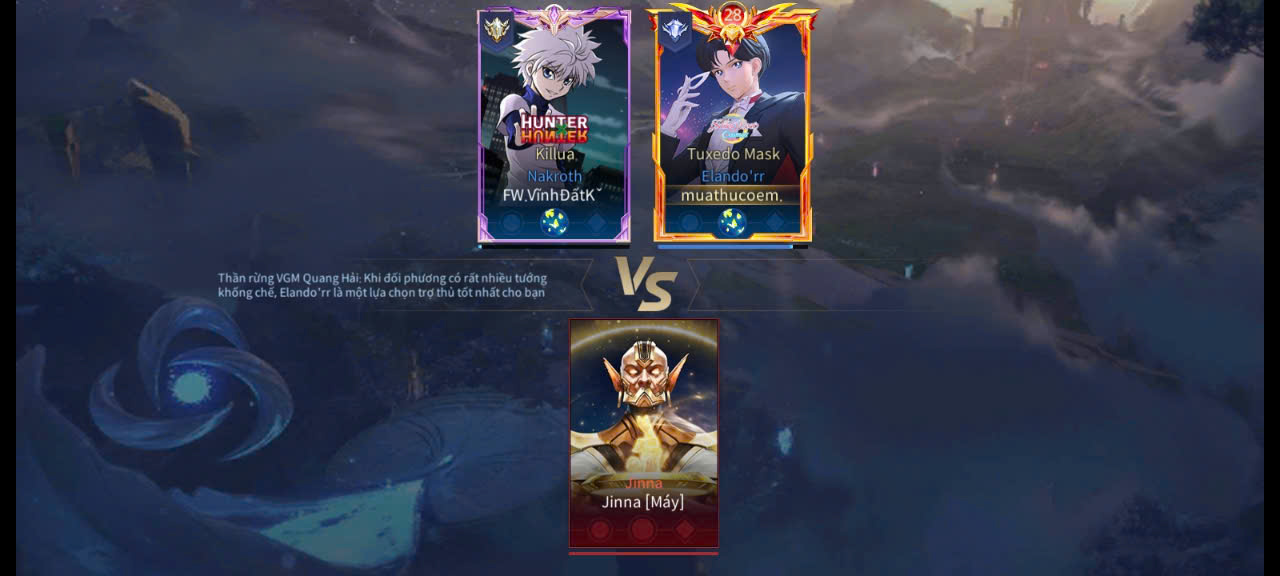 28
HUNTER
HUNTER
Killua
Nakroth
FW.VĩnhĐấtKˇ
Tuxedo Mask
Elando'rr
muathucoem.
Thần rừng VGM Quang Hải: Khi đối phương có rất nhiều tướng
khống chế, Elando'rr là một lựa chọn trợ thủ tốt nhất cho bạn
VS
Jinna
Jinna [Máy]